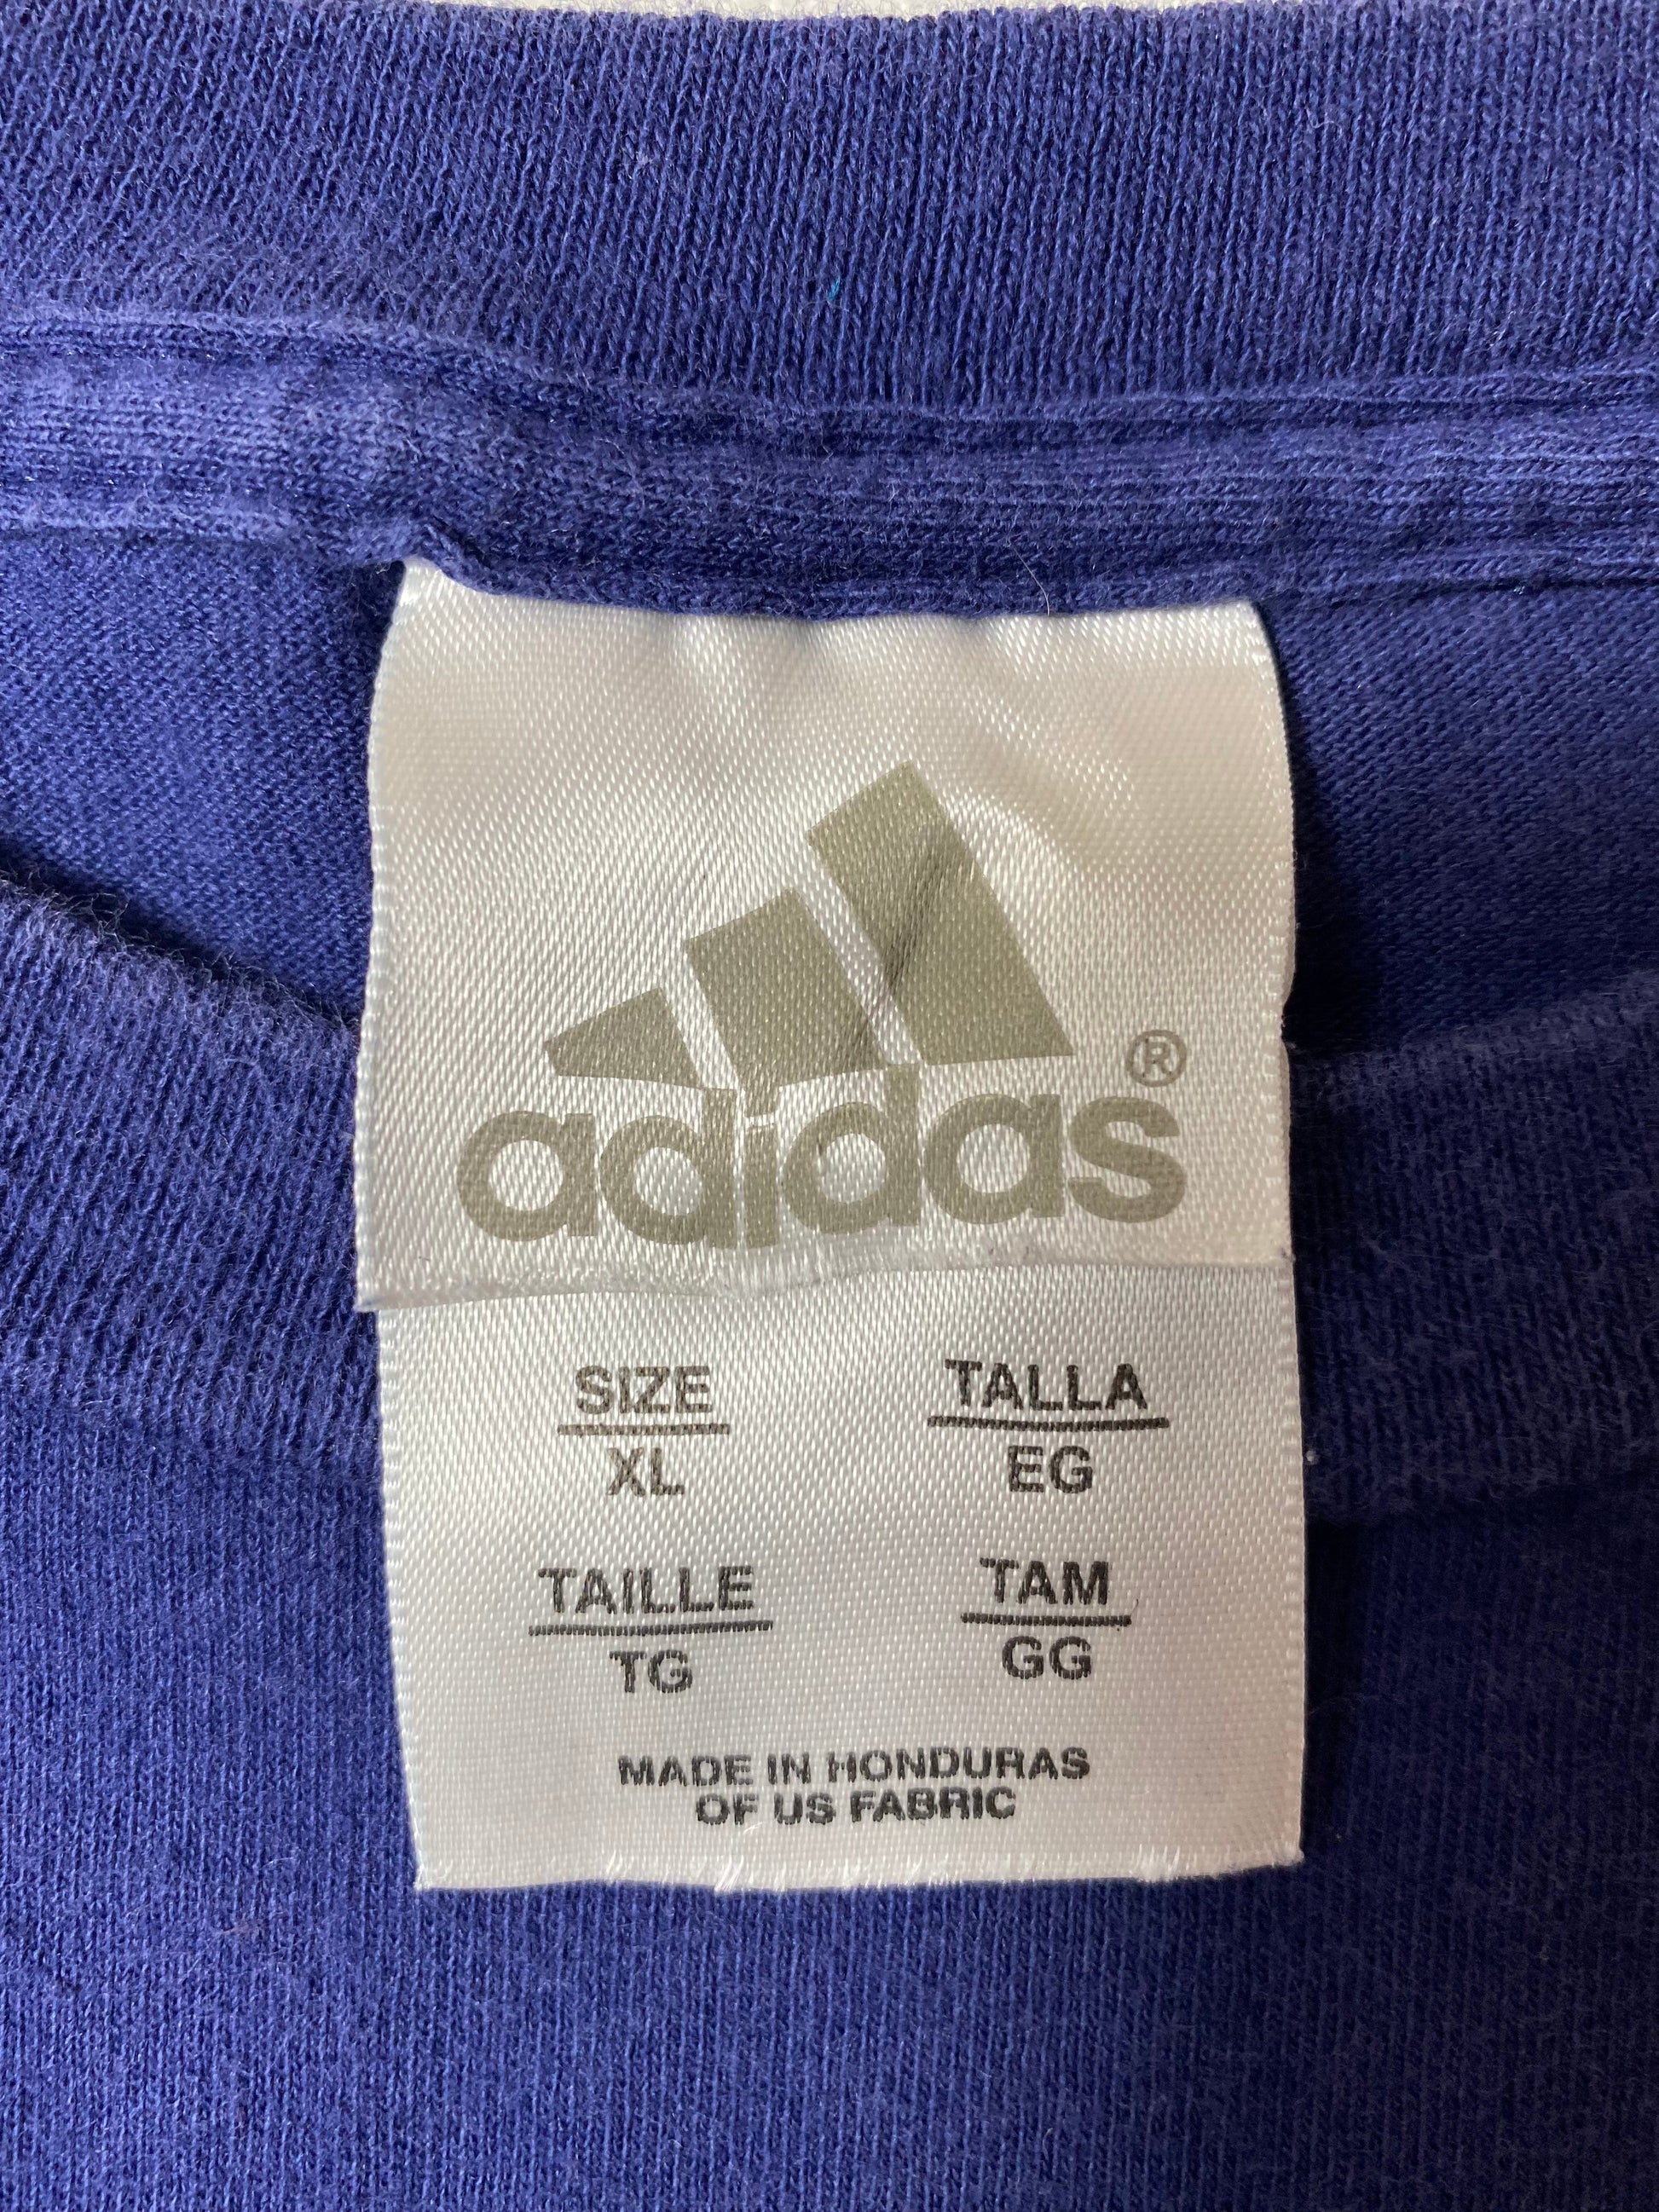 adidas®
SIZE TALLA
XL EG
TAILLE TAM
TG GG
MADE IN HONDURAS
OF US FABRIC